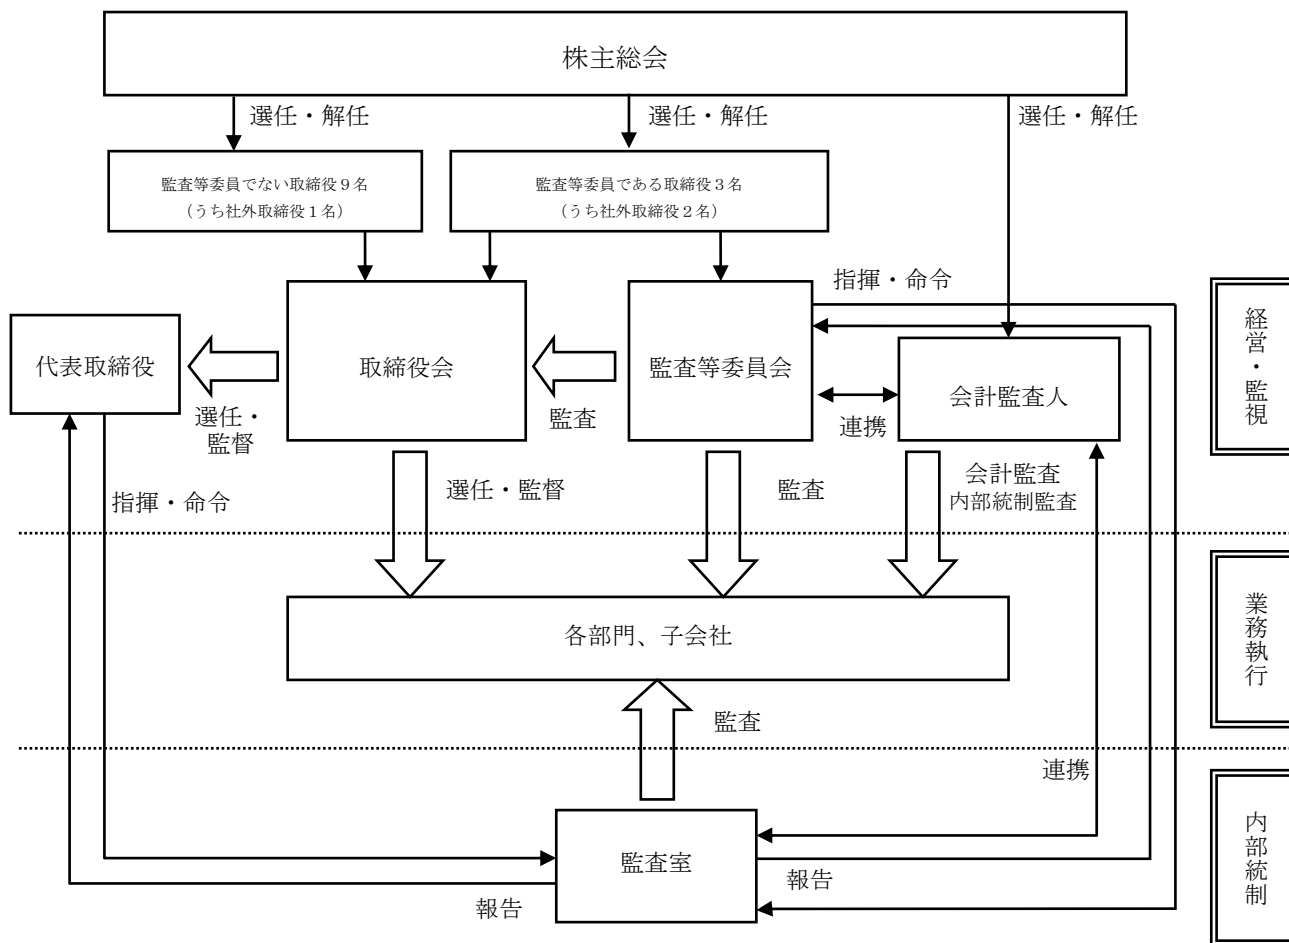 株主総会
選任・解任
選任・解任
選任・解任
監査等委員でない取締役９名
（うち社外取締役１名）
監査等委員である取締役３名
（うち社外取締役２名）
指揮・命令
経営・監視
代表取締役
取締役会
監査等委員会
会計監査人
選任・
監督
監査
連携
指揮・命令
選任・監督
監査
会計監査
内部統制監査
業務執行
各部門、子会社
監査
連携
内部統制
監査室
報告
報告